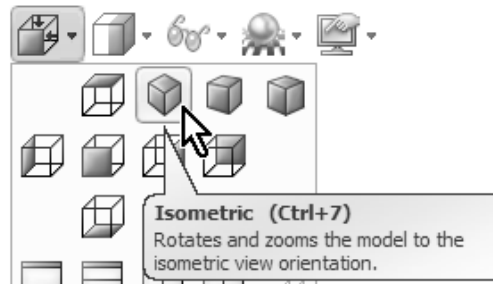 Isometric (Ctrl+7)
Rotates and zooms the model to the
isometric view orientation.